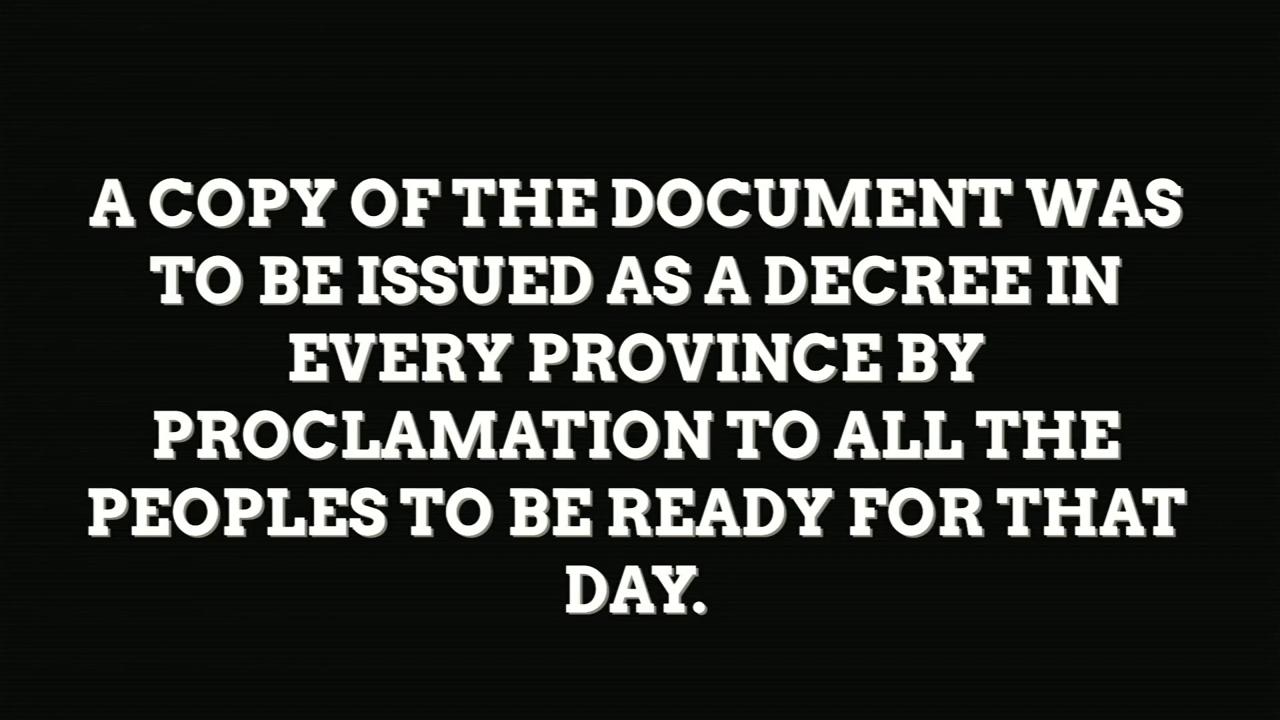 A COPY OF THE DOCUMENT WAS
TO BE ISSUED AS A DECREE IN
EVERY PROVINCE BY
PROCLAMATION TO ALL THE
PEOPLES TO BE READY FOR THAT
DAY.